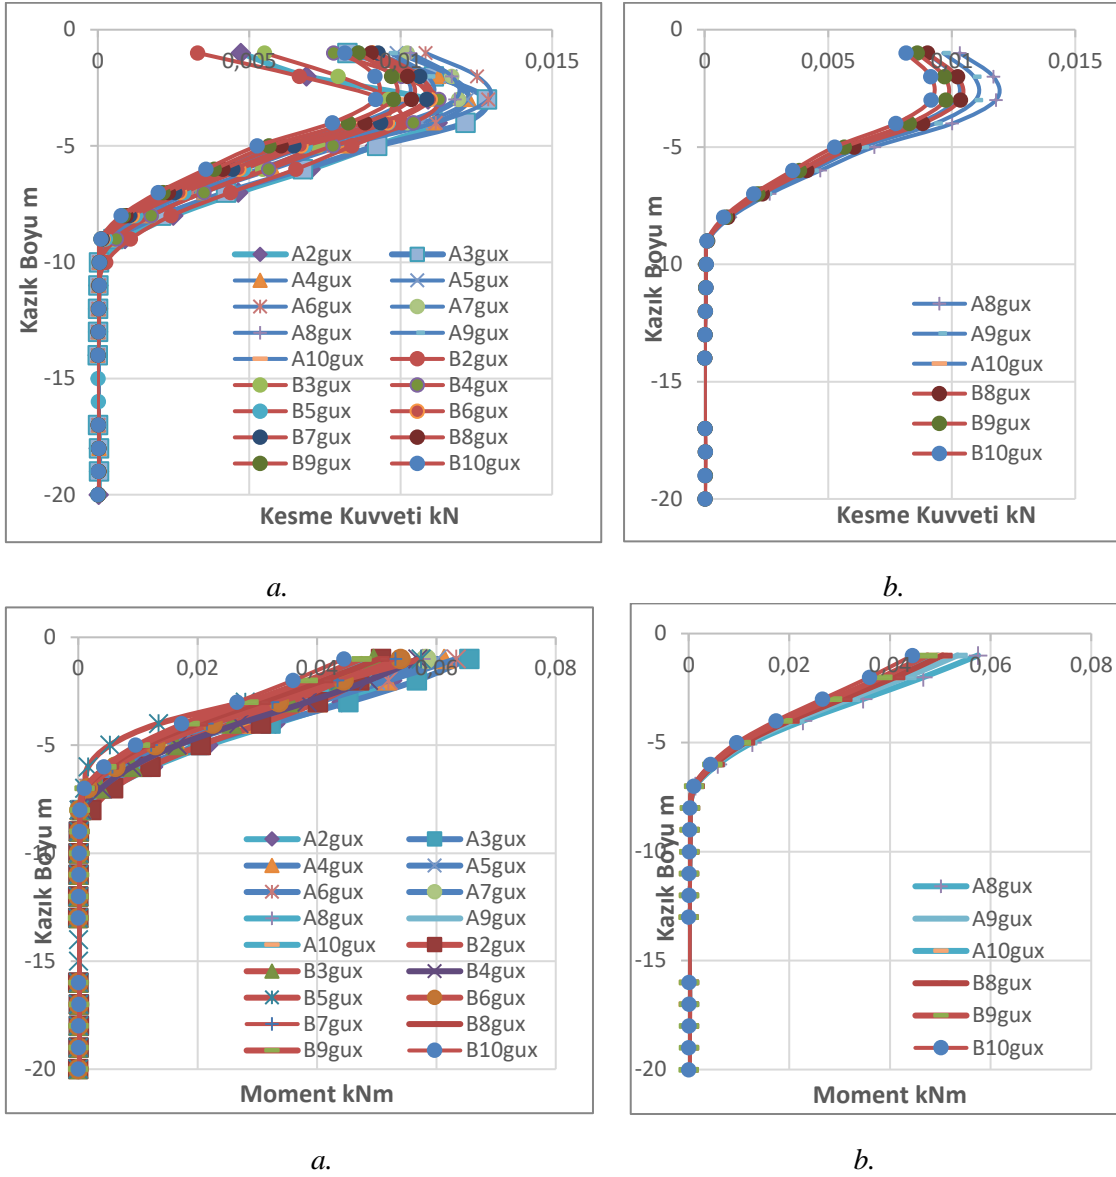 0
0 0,005 0,01 0,015
-5
-10
-15
-20
Kazık Boyu m
A2gux A3gux
A4gux A5gux
A6gux A7gux
A8gux A9gux
A10gux B2gux
B3gux B4gux
B5gux B6gux
B7gux B8gux
B9gux B10gux
Kesme Kuvveti kN
a.
0
0 0,005 0,01 0,015
-5
-10
-15
-20
Kazık Boyu m
A8gux
A9gux
A10gux
B8gux
B9gux
B10gux
Kesme Kuvveti kN
b.
0
0 0,02 0,04 0,06 0,08
-5
-10
-15
-20
Kazık Boyu m
A2gux A3gux
A4gux A5gux
A6gux A7gux
A8gux A9gux
A10gux B2gux
B3gux B4gux
B5gux B6gux
B7gux B8gux
B9gux B10gux
Moment kNm
a.
0
0 0,02 0,04 0,06 0,08
-5
-10
-15
-20
Kazık Boyu m
A8gux
A9gux
A10gux
B8gux
B9gux
B10gux
Moment kNm
b.